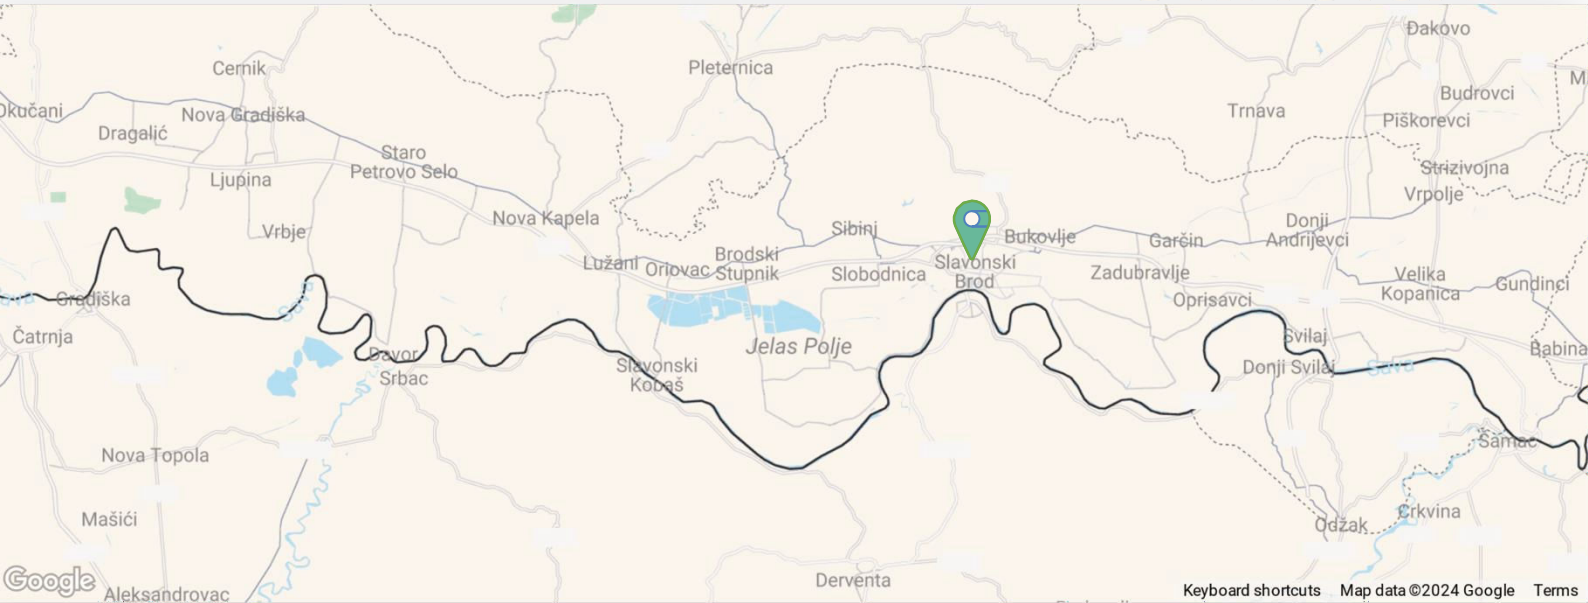 Đakovo
Pleternica
Cernik
Budrovci
Okučani
Nova Gradiška
Trnava
Piškorevci
Dragalić
Staro
Petrovo Selo
Strizivojna
Ljupina
Vrpolje
Nova Kapela
Sibinj
Bukovlje
Donji
Andrijevci
Vrbje
Garčin
Brodski
Stupnik
Lužani
Oriovac
Slobodnica
Slavonski
Brod
Zadubravlje
Velika
Kopanica
Gundinci
Gradiška
Oprisavci
Čatrnja
Jelas Polje
Svilaj
Babina
Davor
Srbac
Slavonski
Kobaš
Donji Svilaj
Sava
Šamac
Nova Topola
Mašići
Odžak
Crkvina
Google
Derventa
Aleksandrovac
Keyboard shortcuts
Map data ©2024 Google
Terms